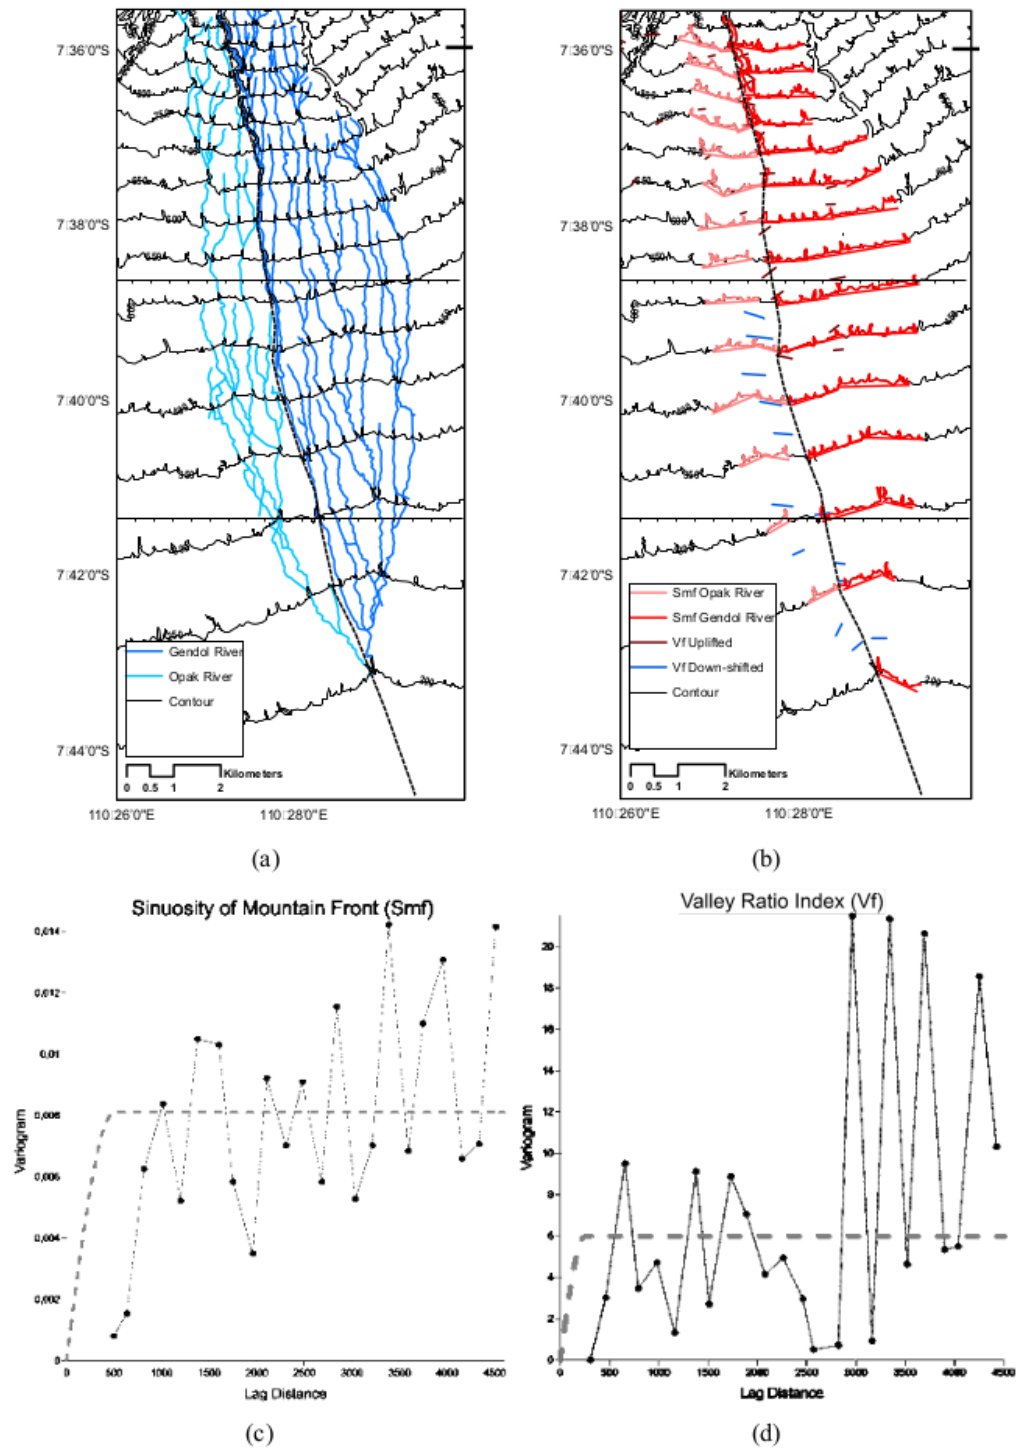 7°36'0"S
7°38'0"S
7°40'0"S
7°42'0"S
7°44'0"S
Gendol River
Opak River
Contour
0 0.5 1 2 Kilometers
110°26'0"E 110°28'0"E
(a)
7°36'0"S
7°38'0"S
7°40'0"S
7°42'0"S
7°44'0"S
Smf Opak River
Smf Gendol River
Vf Uplifted
Vf Down-shifted
Contour
0 0.5 1 2 Kilometers
110°26'0"E 110°28'0"E
(b)
Sinuosity of Mountain Front (Smf)
0,014
0,012
0,01
0,008
0,006
0,004
0,002
0
Variogram
0 500 1000 1500 2000 2500 3000 3500 4000 4500
Lag Distance
(c)
Valley Ratio Index (Vf)
20
18
16
14
12
10
8
6
4
2
0
Variogram
0 500 1000 1500 2000 2500 3000 3500 4000 4500
Lag Distance
(d)